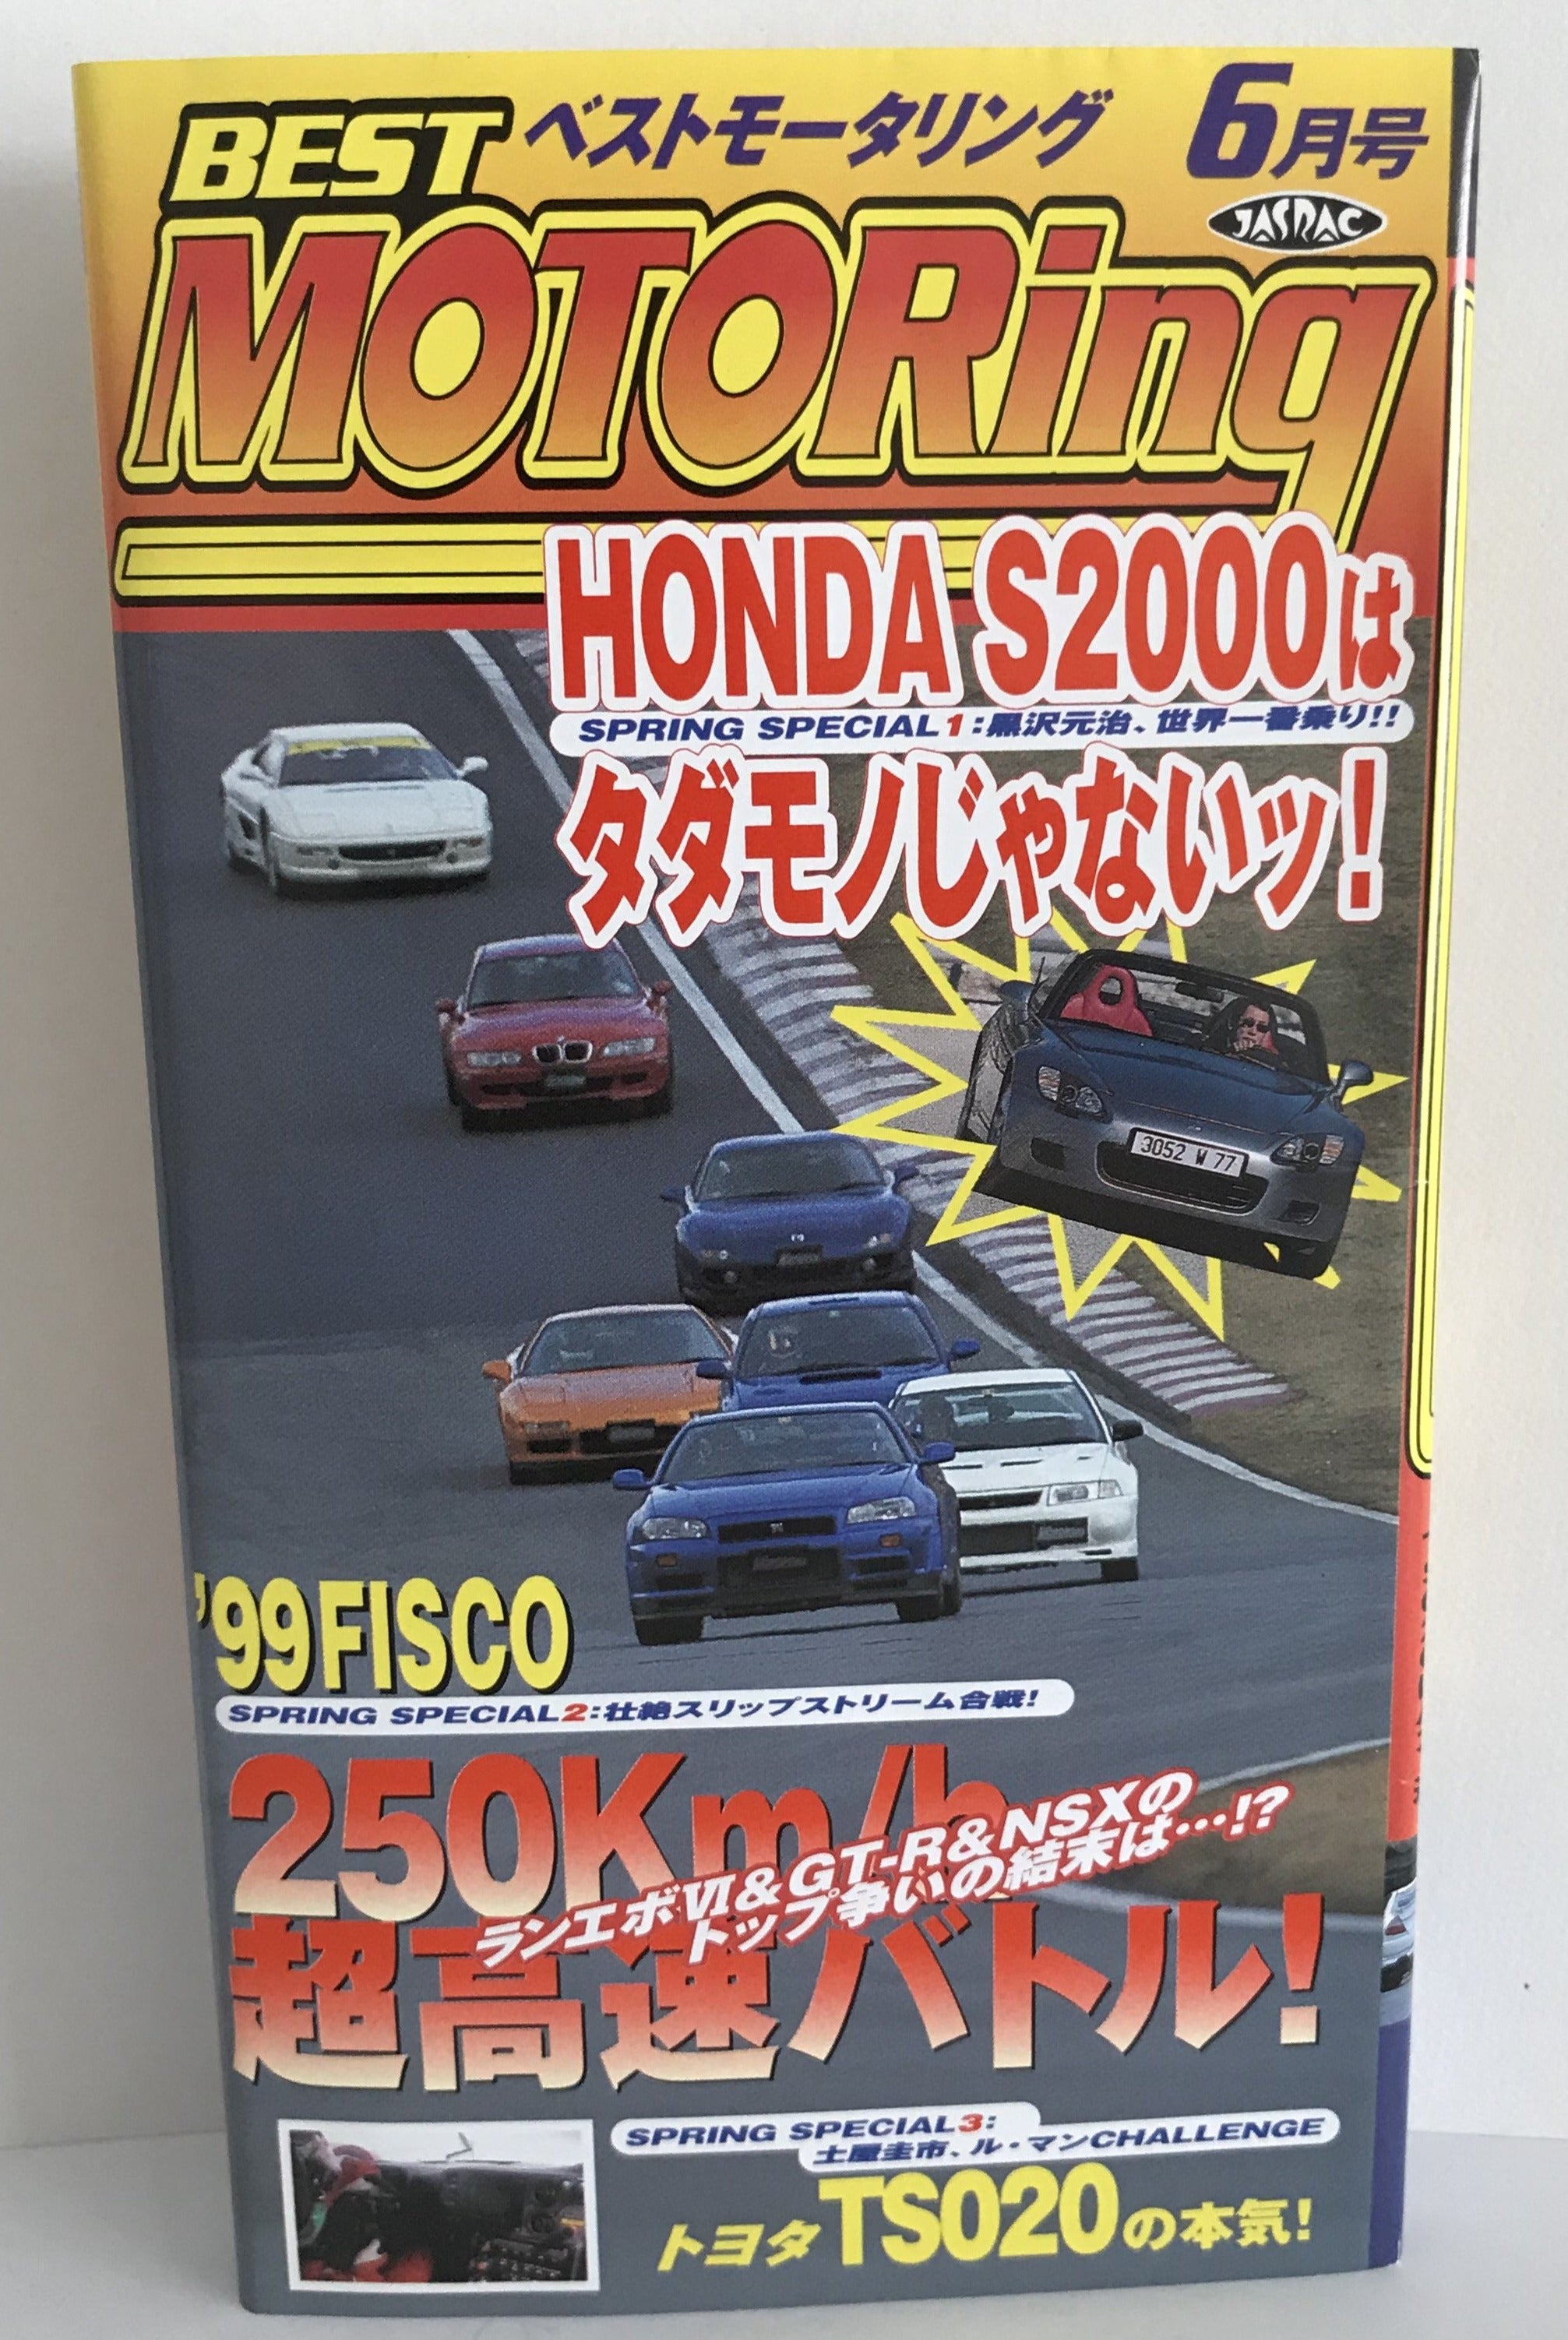 BEST ベストモータリング 6月号
JASRAC
MOTORing
HONDA S2000は
SPRING SPECIAL1:黒沢元治、世界一番乗り!!
タダモノじゃないッ!
3052 W 77
'99 FISCO
SPRING SPECIAL2:壮絶スリップストリーム合戦!
250Km/h
ランエボⅥ&GT-R&NSXの
トップ争いの結末は…!?
超高速バトル!
SPRING SPECIAL3:
土屋圭市、ル・マンCHALLENGE
トヨタTS020の本気!